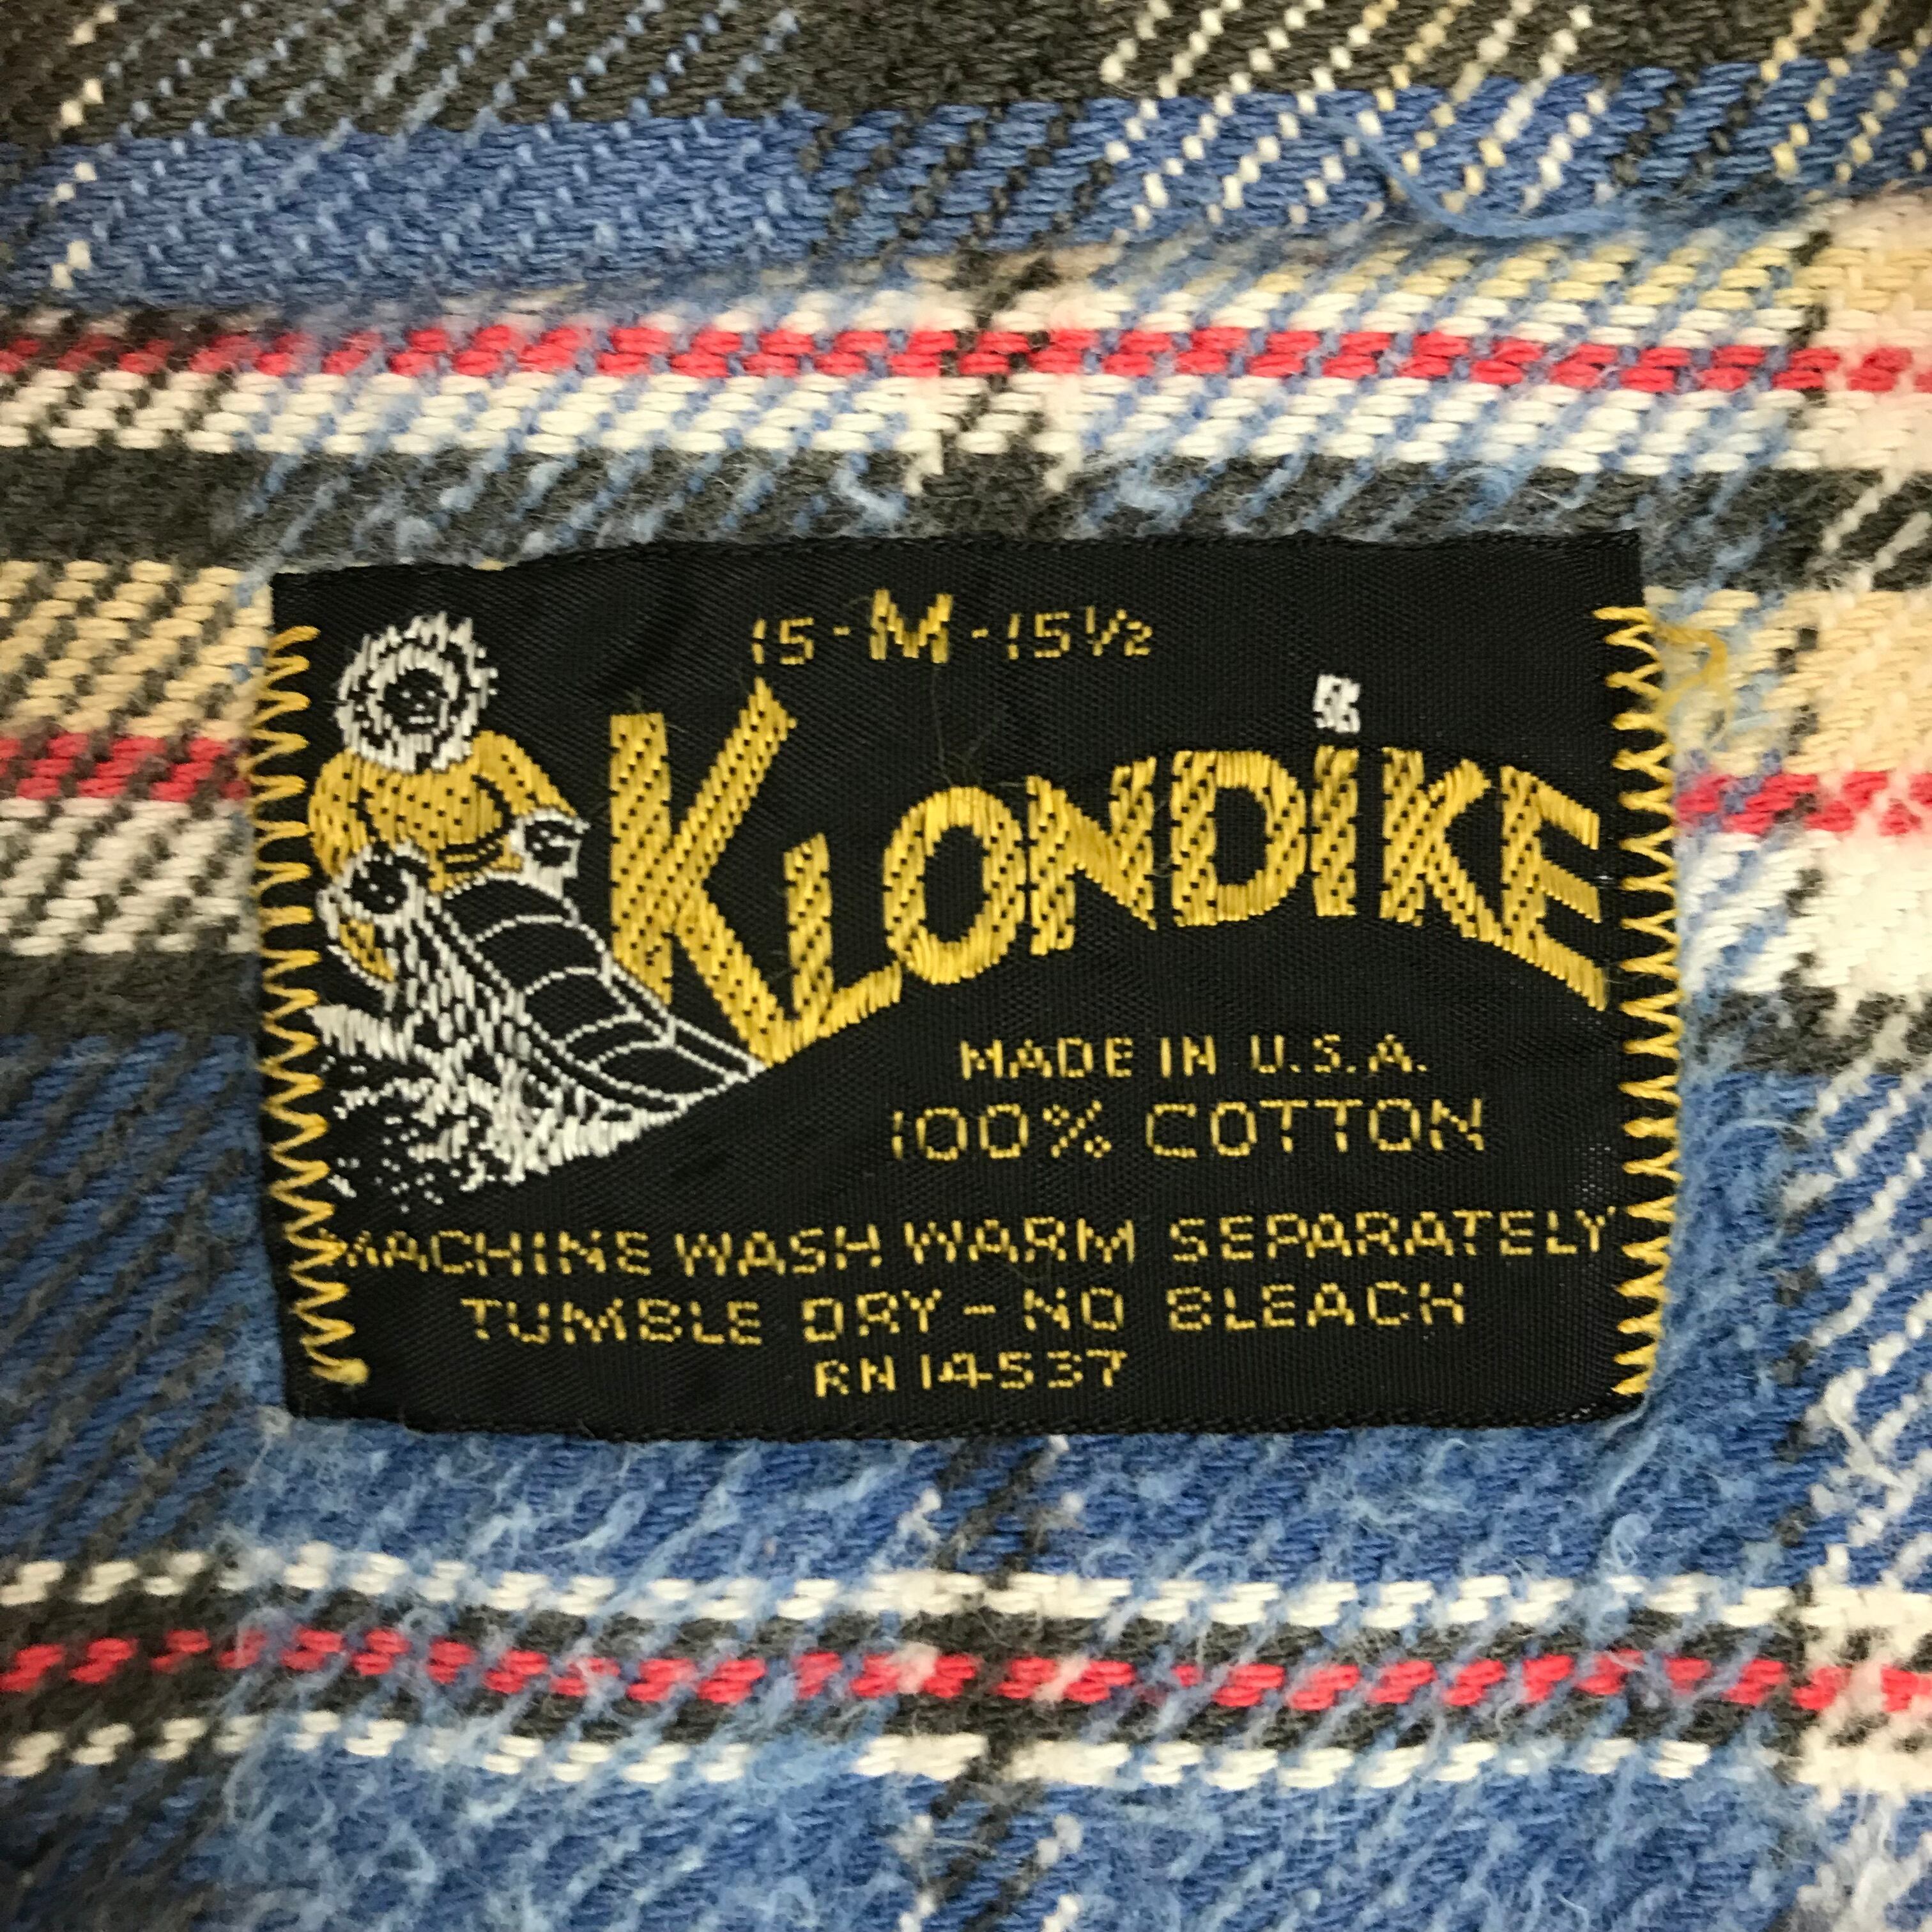 15-M-15½
KLONDiKE
MADE IN U.S.A.
100% COTTON
MACHINE WASH WARM SEPARATELY
TUMBLE DRY - NO BLEACH
RN 14537